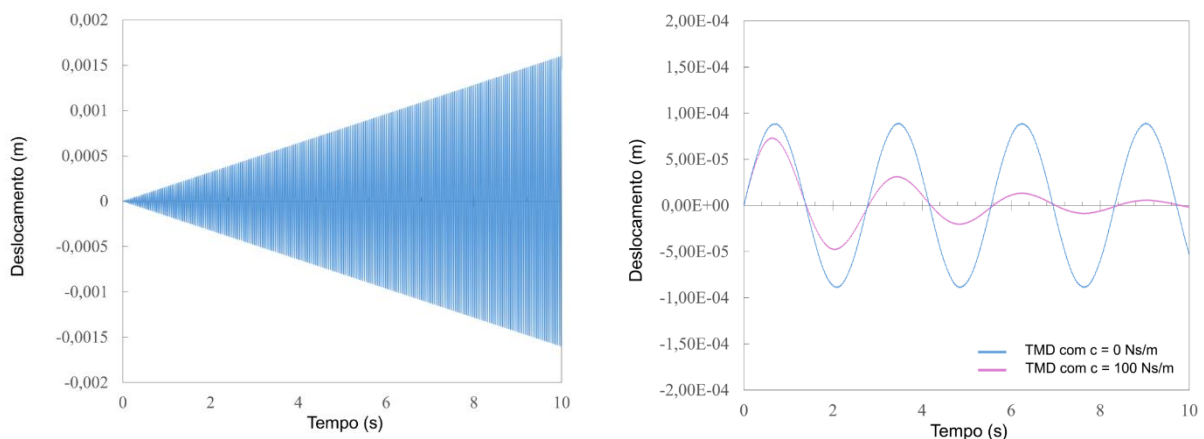 0,002
0,0015
0,001
0,0005
0
-0,0005
-0,001
-0,0015
-0,002
0 2 4 6 8 10
Deslocamento (m)
Tempo (s)
2,00E-04
1,50E-04
1,00E-04
5,00E-05
0,00E+00
-5,00E-05
-1,00E-04
-1,50E-04
-2,00E-04
0 2 4 6 8 10
Deslocamento (m)
Tempo (s)
TMD com c = 0 Ns/m
TMD com c = 100 Ns/m